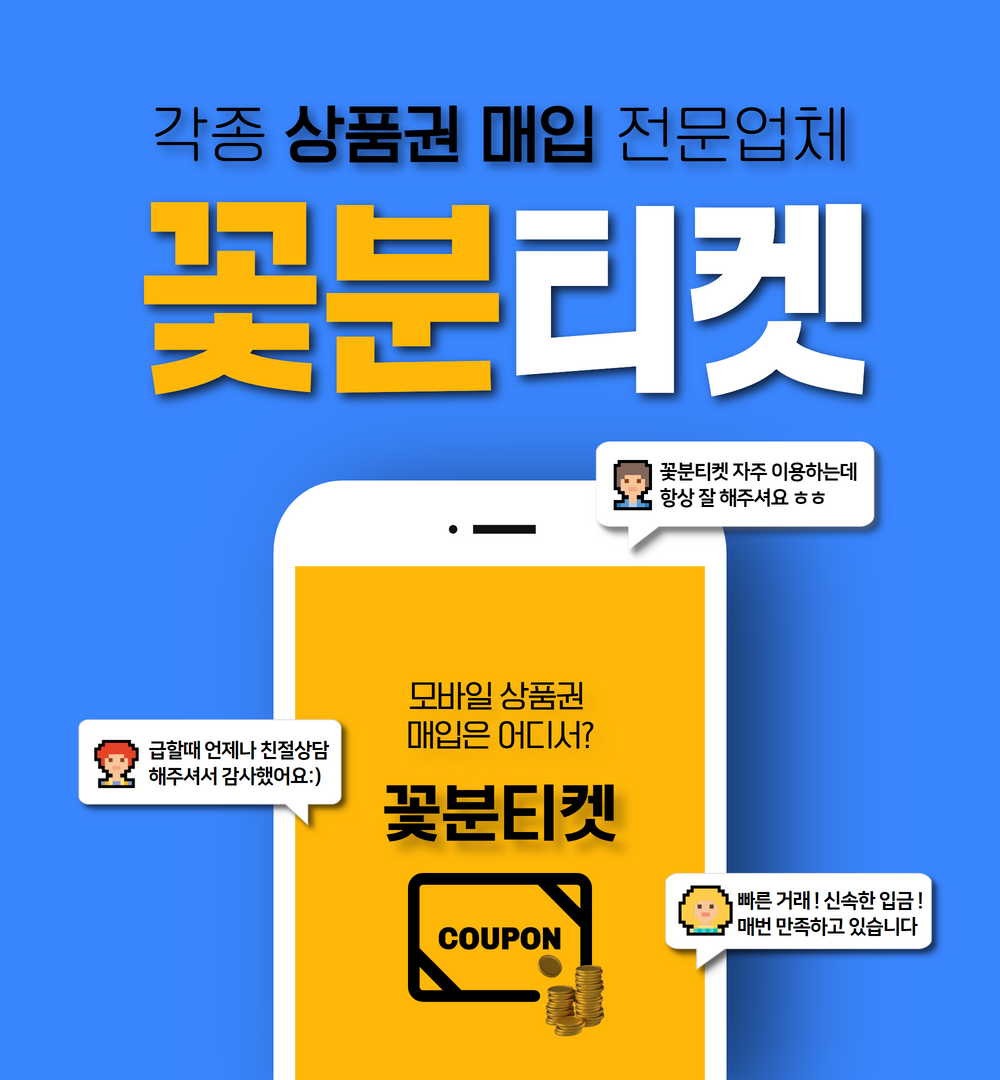 각종 상품권 매입 전문업체
꽃분티켓
꽃분티켓 자주 이용하는데
항상 잘 해주셔요 ㅎㅎ
모바일 상품권
매입은 어디서?
급할때 언제나 친절상담
해주셔서 감사했어요:)
꽃분티켓
COUPON
빠른 거래 ! 신속한 입금 !
매번 만족하고 있습니다